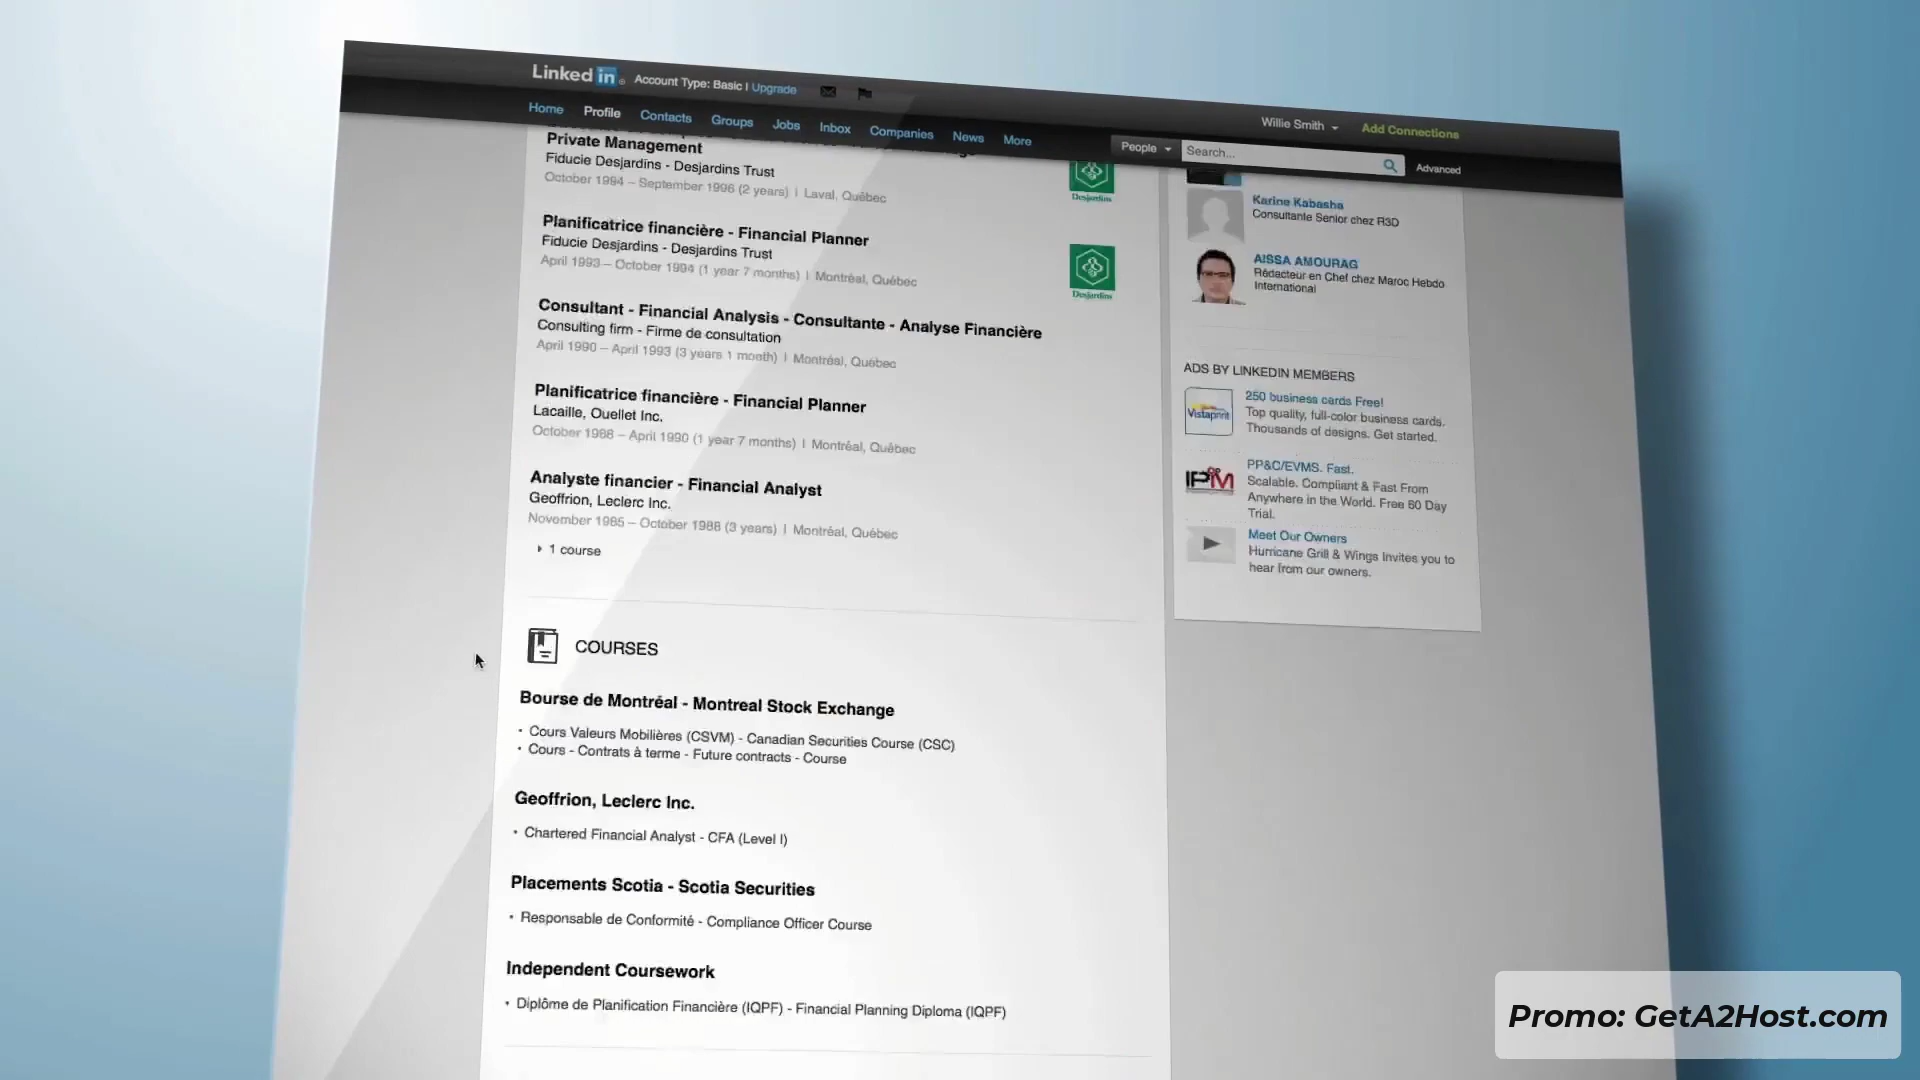 Linked in
Account Type: Basic | Upgrade
Willie Smith
Add Connections
Home Profile Contacts Groups Jobs Inbox Companies News More
People
Search...
Advanced
Private Management
Fiducie Desjardins - Desjardins Trust
October 1994 – September 1996 (2 years) | Laval, Québec
Desjardins
Planificatrice financière - Financial Planner
Fiducie Desjardins - Desjardins Trust
April 1993 – October 1994 (1 year 7 months) | Montréal, Québec
Desjardins
Consultant - Financial Analysis - Consultante - Analyse Financière
Consulting firm - Firme de consultation
April 1990 – April 1993 (3 years 1 month) | Montréal, Québec
Planificatrice financière - Financial Planner
Lacaille, Ouellet Inc.
October 1988 – April 1990 (1 year 7 months) | Montréal, Québec
Analyste financier - Financial Analyst
Geoffrion, Leclerc Inc.
November 1985 – October 1988 (3 years) | Montréal, Québec
1 course
COURSES
Bourse de Montréal - Montreal Stock Exchange
• Cours Valeurs Mobilières (CSVM) - Canadian Securities Course (CSC)
• Cours - Contrats à terme - Future contracts - Course
Geoffrion, Leclerc Inc.
• Chartered Financial Analyst - CFA (Level I)
Placements Scotia - Scotia Securities
• Responsable de Conformité - Compliance Officer Course
Independent Coursework
• Diplôme de Planification Financière (IQPF) - Financial Planning Diploma (IQPF)
Karine Kabasha
Consultante Senior chez R3D
AISSA AMOURAG
Rédacteur en Chef chez Maroc Hebdo
International
ADS BY LINKEDIN MEMBERS
Vistaprint
250 business cards Free!
Top quality, full-color business cards.
Thousands of designs. Get started.
IPM
PP&C/EVMS. Fast.
Scalable. Compliant & Fast From
Anywhere in the World. Free 60 Day
Trial.
Meet Our Owners
Hurricane Grill & Wings Invites you to
hear from our owners.
Promo: GetA2Host.com